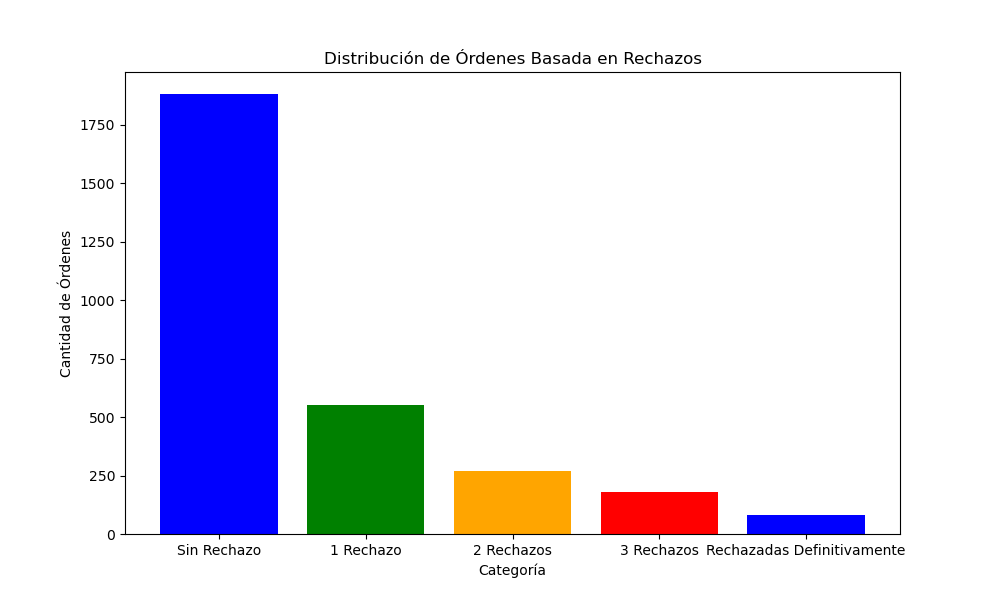 Distribución de Órdenes Basada en Rechazos
Cantidad de Órdenes
1750
1500
1250
1000
750
500
250
0
Sin Rechazo
1 Rechazo
2 Rechazos
3 Rechazos
Rechazadas Definitivamente
Categoría